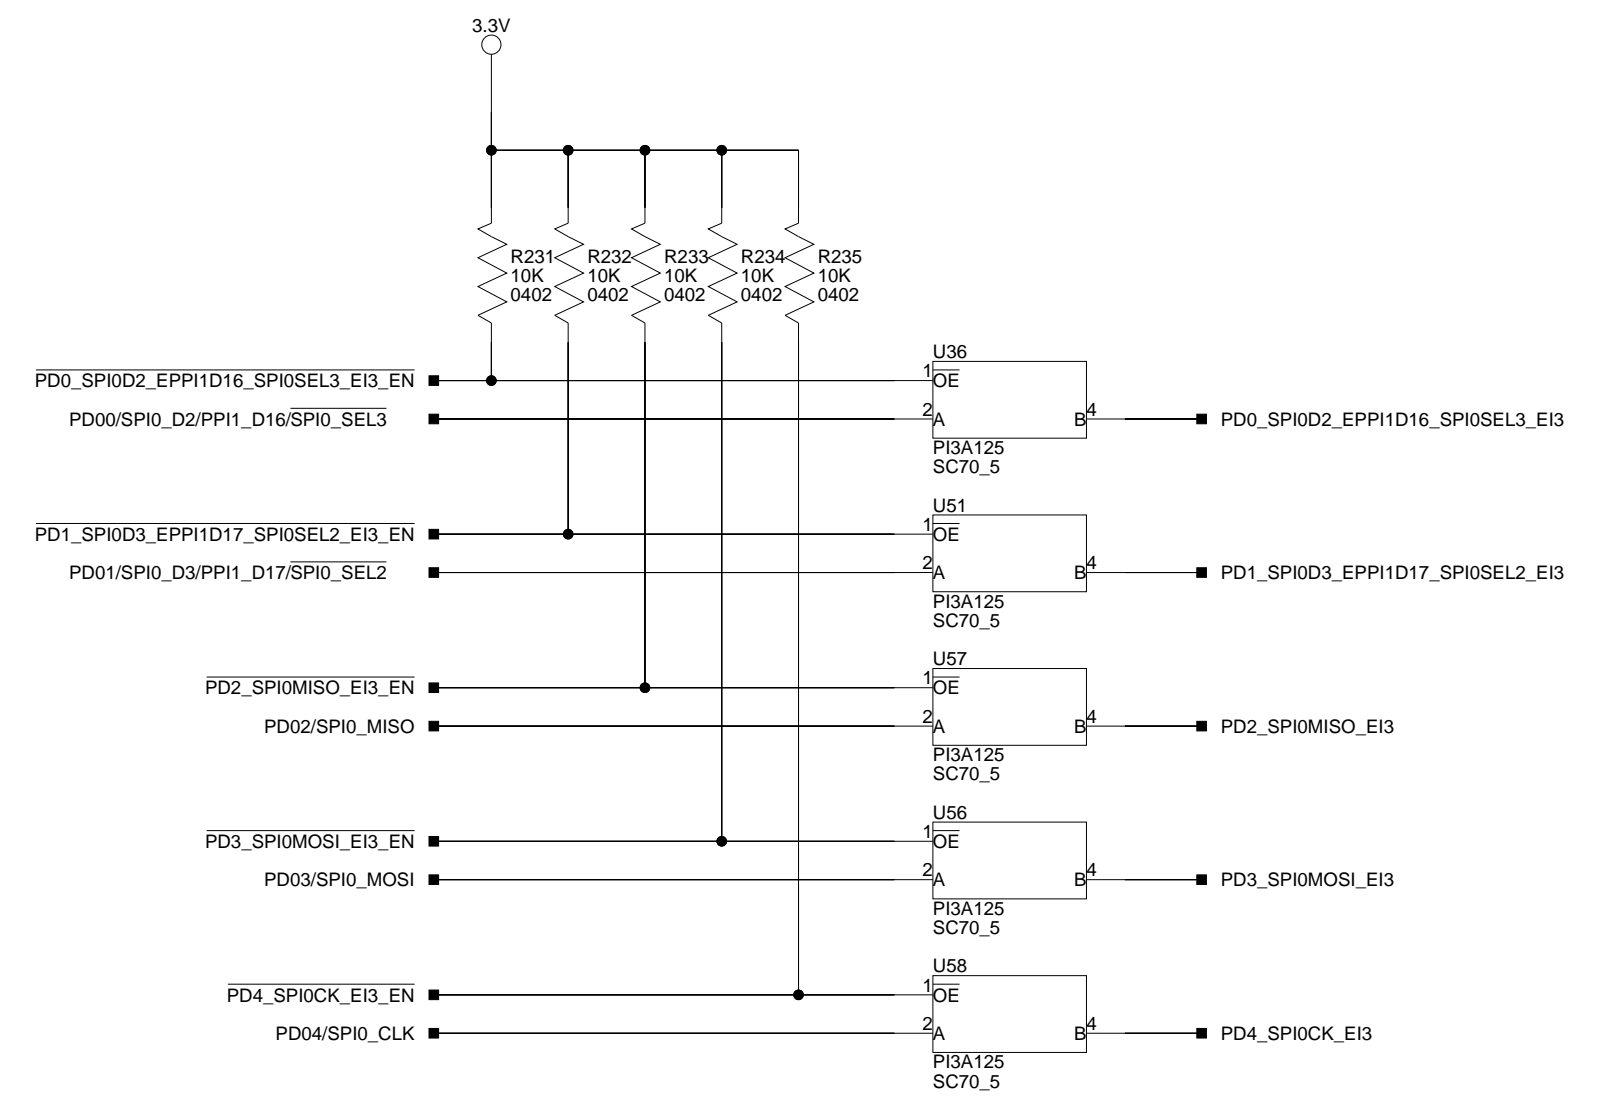 3.3V
R231 R232 R233 R234 R235
10K 10K 10K 10K 10K
0402 0402 0402 0402 0402
U36
PD0_SPI0D2_EPPI1D16_SPI0SEL3_EI3_EN 1 OE
PD00/SPI0_D2/PPI1_D16/SPI0_SEL3 2 A B 4 PD0_SPI0D2_EPPI1D16_SPI0SEL3_EI3
PI3A125
SC70_5
U51
PD1_SPI0D3_EPPI1D17_SPI0SEL2_EI3_EN 1 OE
PD01/SPI0_D3/PPI1_D17/SPI0_SEL2 2 A B 4 PD1_SPI0D3_EPPI1D17_SPI0SEL2_EI3
PI3A125
SC70_5
U57
PD2_SPI0MISO_EI3_EN 1 OE
PD02/SPI0_MISO 2 A B 4 PD2_SPI0MISO_EI3
PI3A125
SC70_5
U56
PD3_SPI0MOSI_EI3_EN 1 OE
PD03/SPI0_MOSI 2 A B 4 PD3_SPI0MOSI_EI3
PI3A125
SC70_5
U58
PD4_SPI0CK_EI3_EN 1 OE
PD04/SPI0_CLK 2 A B 4 PD4_SPI0CK_EI3
PI3A125
SC70_5